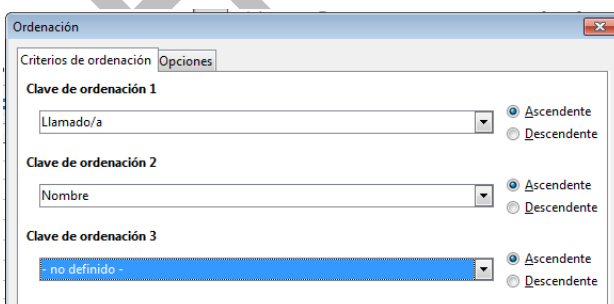 Ordenación
Criterios de ordenación Opciones
Clave de ordenación 1
Llamado/a
Ascendente
Descendente
Clave de ordenación 2
Nombre
Ascendente
Descendente
Clave de ordenación 3
- no definido -
Ascendente
Descendente